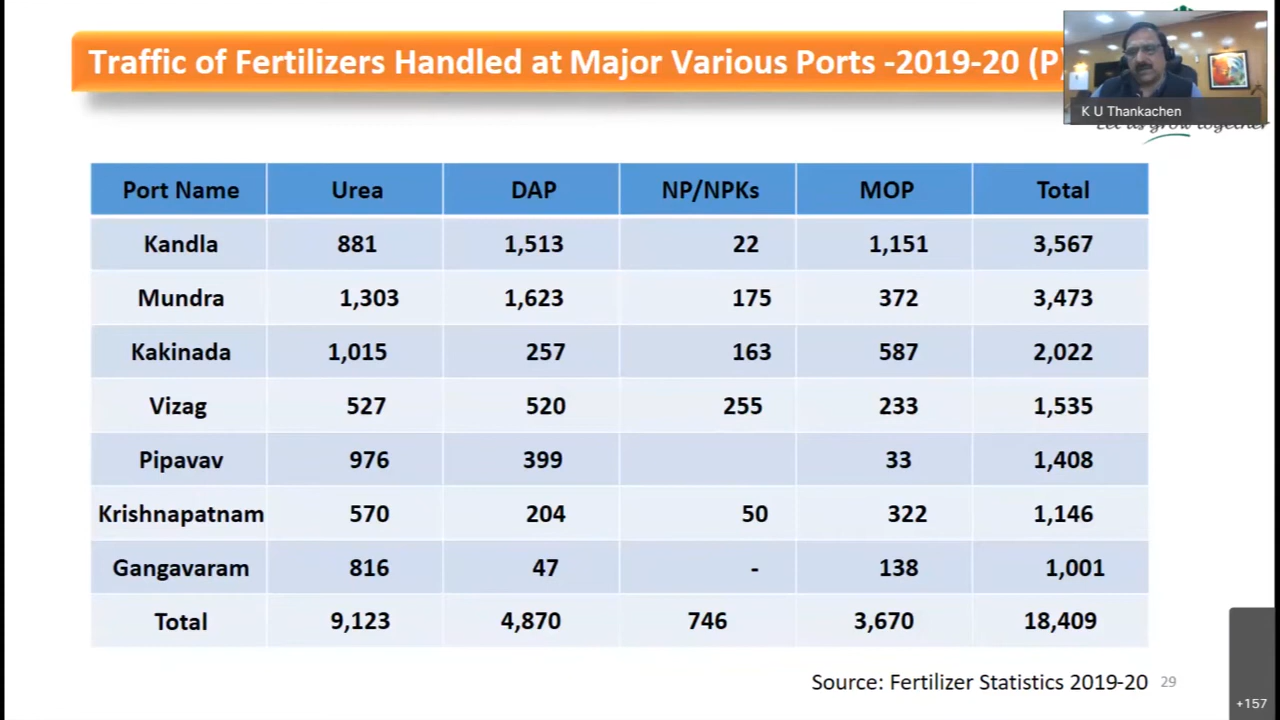 Traffic of Fertilizers Handled at Major Various Ports -2019-20 (P)
K U Thankachen
Let us grow together
Port Name Urea DAP NP/NPKs MOP Total
Kandla 881 1,513 22 1,151 3,567
Mundra 1,303 1,623 175 372 3,473
Kakinada 1,015 257 163 587 2,022
Vizag 527 520 255 233 1,535
Pipavav 976 399 33 1,408
Krishnapatnam 570 204 50 322 1,146
Gangavaram 816 47 - 138 1,001
Total 9,123 4,870 746 3,670 18,409
Source: Fertilizer Statistics 2019-20 29
+157